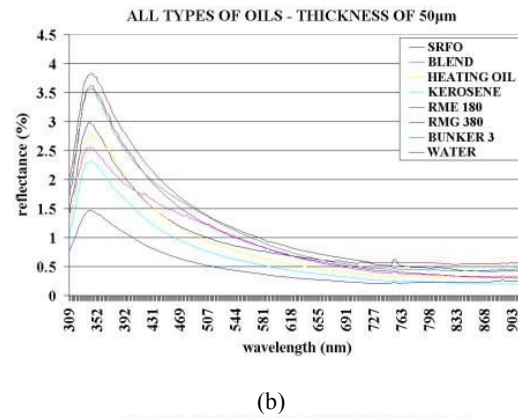 ALL TYPES OF OILS - THICKNESS OF 50µm
4.5
4
3.5
3
2.5
2
1.5
1
0.5
0
reflectance (%)
SRFO
BLEND
HEATING OIL
KEROSENE
RME 180
RMG 380
BUNKER 3
WATER
309 352 392 431 469 507 544 581 618 655 691 727 763 798 833 868 903
wavelength (nm)
(b)